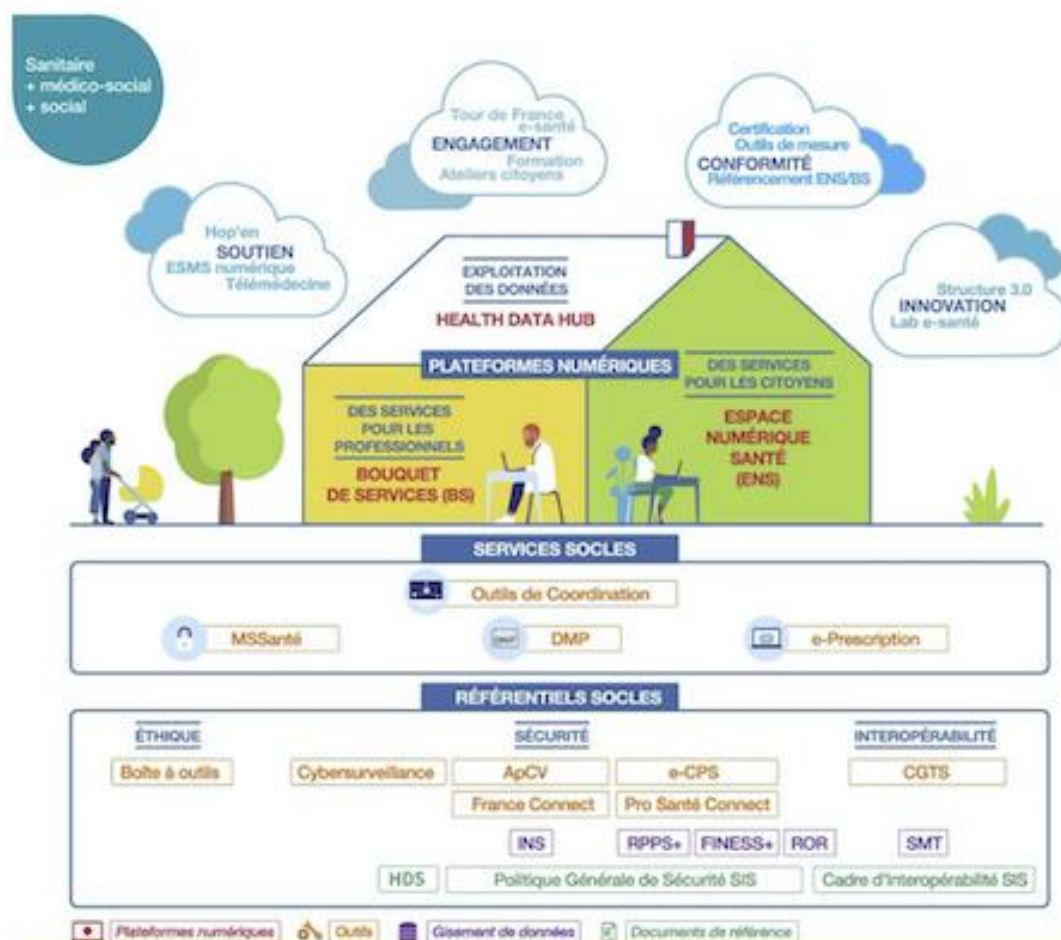 Sanitaire
+ médico-social
+ social
Tour de France
e-santé
ENGAGEMENT
Formation
Ateliers citoyens
Certification
Outils de mesure
CONFORMITÉ
Référencement ENS/BS
Hop'en
SOUTIEN
ESMS numérique
Télémédecine
Structure 3.0
INNOVATION
Lab e-santé
EXPLOITATION
DES DONNÉES
HEALTH DATA HUB
PLATEFORMES NUMÉRIQUES
DES SERVICES
POUR LES
PROFESSIONNELS
BOUQUET
DE SERVICES (BS)
DES SERVICES
POUR LES CITOYENS
ESPACE
NUMÉRIQUE
SANTÉ
(ENS)
SERVICES SOCLES
Outils de Coordination
MSSanté
DMP
e-Prescription
RÉFÉRENTIELS SOCLES
ÉTHIQUE
SÉCURITÉ
INTEROPÉRABILITÉ
Boîte à outils
Cybersurveillance
ApCV
e-CPS
CGTS
France Connect
Pro Santé Connect
INS
RPPS+
FINESS+
ROR
SMT
HDS
Politique Générale de Sécurité SIS
Cadre d'Interopérabilité SIS
Plateformes numériques
Outils
Gisement de données
Documents de référence